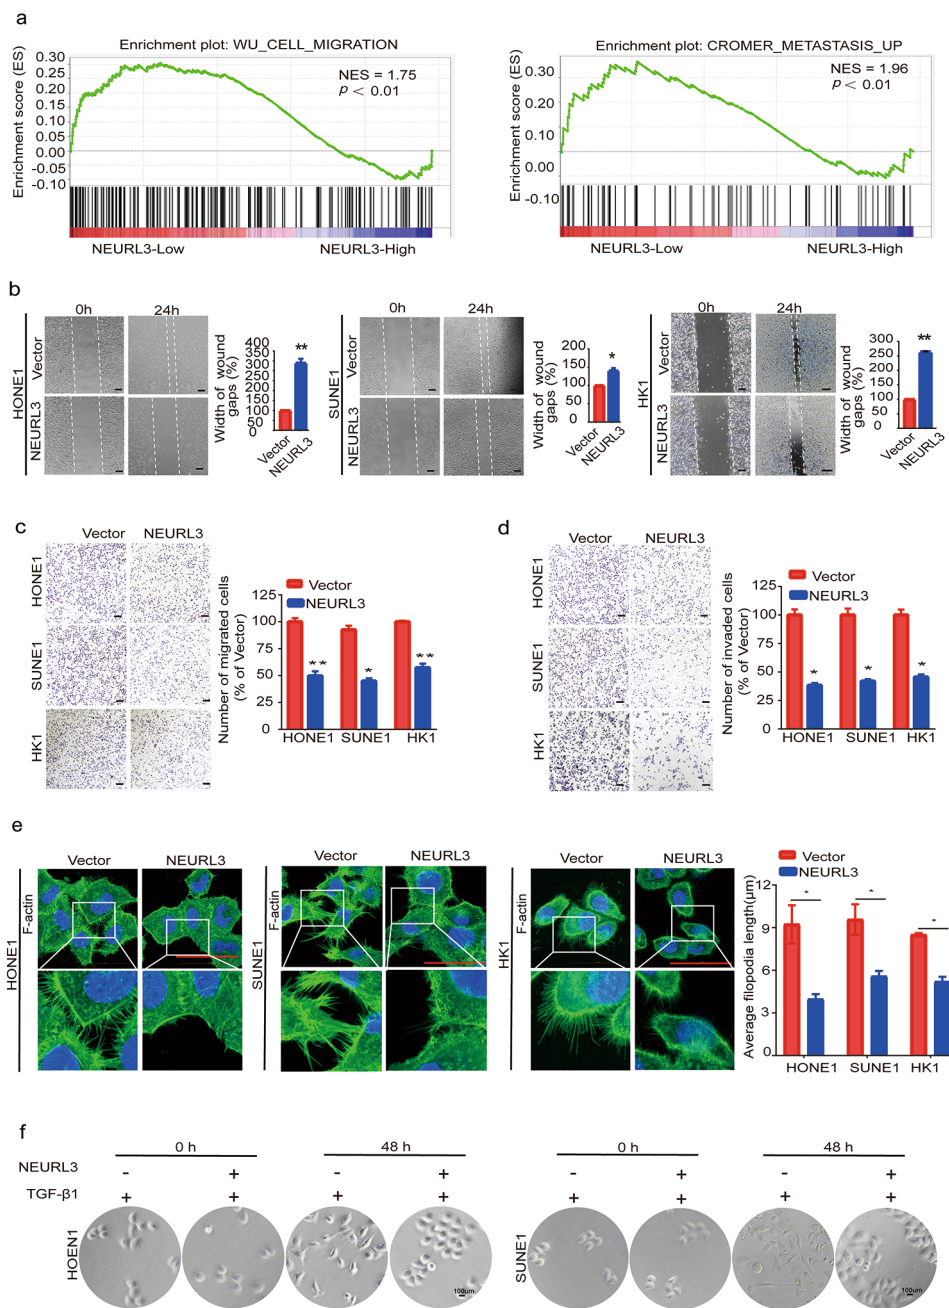 a
Enrichment plot: WU_CELL_MIGRATION
Enrichment score (ES)
0.30
0.25
0.20
0.15
0.10
0.00
-0.05
-0.10
NES = 1.75
p < 0.01
NEURL3-Low
NEURL3-High
Enrichment plot: CROMER_METASTASIS_UP
Enrichment score (ES)
0.30
0.20
0.10
0.00
-0.10
NES = 1.96
p < 0.01
NEURL3-Low
NEURL3-High
b
HONE1
0h
24h
Vector
NEURL3
Width of wound gaps (%)
400
350
300
250
200
150
100
50
0
**
Vector
NEURL3
SUNE1
0h
24h
Vector
NEURL3
Width of wound gaps (%)
200
150
100
50
0
*
Vector
NEURL3
HK1
0h
24h
Vector
NEURL3
Width of wound gaps (%)
300
250
200
150
100
50
0
**
Vector
NEURL3
c
Vector
NEURL3
HONE1
SUNE1
HK1
Vector
NEURL3
Number of migrated cells
(% of Vector)
125
100
75
50
25
0
**
*
**
HONE1
SUNE1
HK1
d
Vector
NEURL3
HONE1
SUNE1
HK1
Vector
NEURL3
Number of invaded cells
(% of Vector)
125
100
75
50
25
0
*
*
*
HONE1
SUNE1
HK1
e
Vector
NEURL3
F-actin
HONE1
Vector
NEURL3
F-actin
SUNE1
Vector
NEURL3
F-actin
HK1
Vector
NEURL3
Average filopodia length(μm)
12
9
6
3
0
*
*
*
HONE1
SUNE1
HK1
f
0 h
48 h
0 h
48 h
NEURL3
-
+
-
+
-
+
-
+
TGF-β1
+
+
+
+
+
+
+
+
HOEN1
100μm
SUNE1
100μm